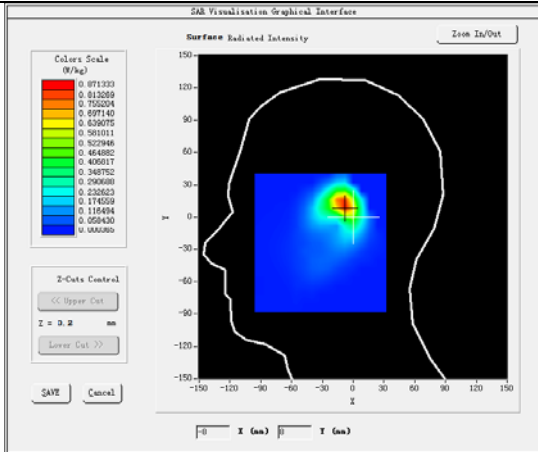 SAR Visualisation Graphical Interface
Surface Radiated Intensity
Zoom In/Out
Colors Scale
(W/kg)
0.871333
0.813269
0.755204
0.697140
0.639075
0.581011
0.522946
0.464882
0.406817
0.348752
0.290688
0.232623
0.174559
0.116494
0.058430
0.000365
Z-Cuts Control
<< Upper Cut
Z = 3.2 mm
Lower Cut >>
SAVE Cancel
150
120
90
60
30
0
-30
-60
-90
-120
-150
Y
-150 -120 -90 -60 -30 0 30 60 90 120 150
X
-0 X (mm) 0 Y (mm)